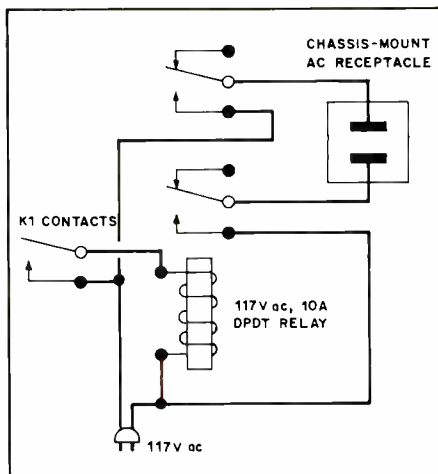 CHASSIS-MOUNT
AC RECEPTACLE
K1 CONTACTS
117V ac, 10A
DPDT RELAY
117V ac